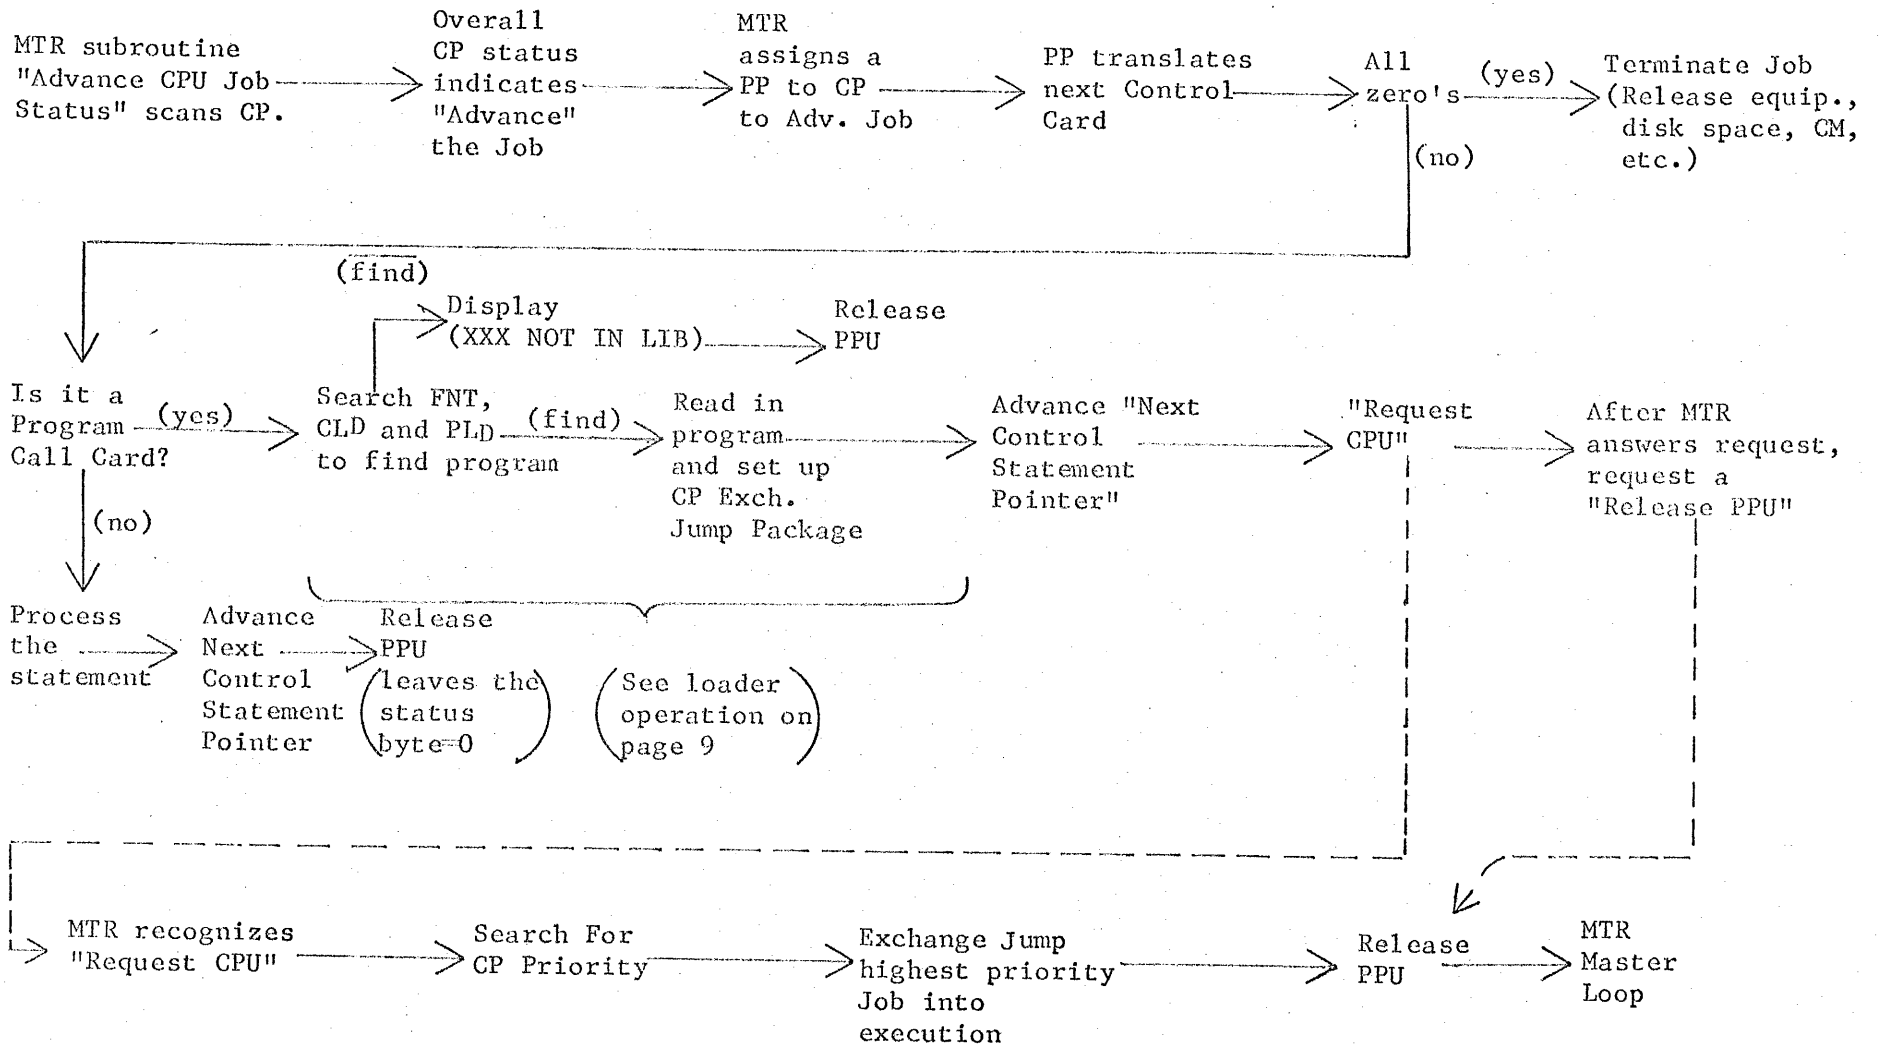 MTR subroutine
"Advance CPU Job
Status" scans CP.
Overall
CP status
indicates
"Advance"
the Job
MTR
assigns a
PP to CP
to Adv. Job
PP translates
next Control
Card
All
zero's
(yes)
Terminate Job
(Release equip.,
disk space, CM,
etc.)
(no)
(find)
Display
(XXX NOT IN LIB)
Release
PPU
Is it a
Program
Call Card?
(yes)
Search FNT,
CLD and PLD
to find program
(find)
Read in
program
and set up
CP Exch.
Jump Package
Advance "Next
Control
Statement
Pointer"
"Request
CPU"
After MTR
answers request,
request a
"Release PPU"
(no)
Process
the
statement
Advance
Next
Control
Statement
Pointer
Release
PPU
(leaves the
status
byte=0)
(See loader
operation on
page 9)
MTR recognizes
"Request CPU"
Search For
CP Priority
Exchange Jump
highest priority
Job into
execution
Release
PPU
MTR
Master
Loop